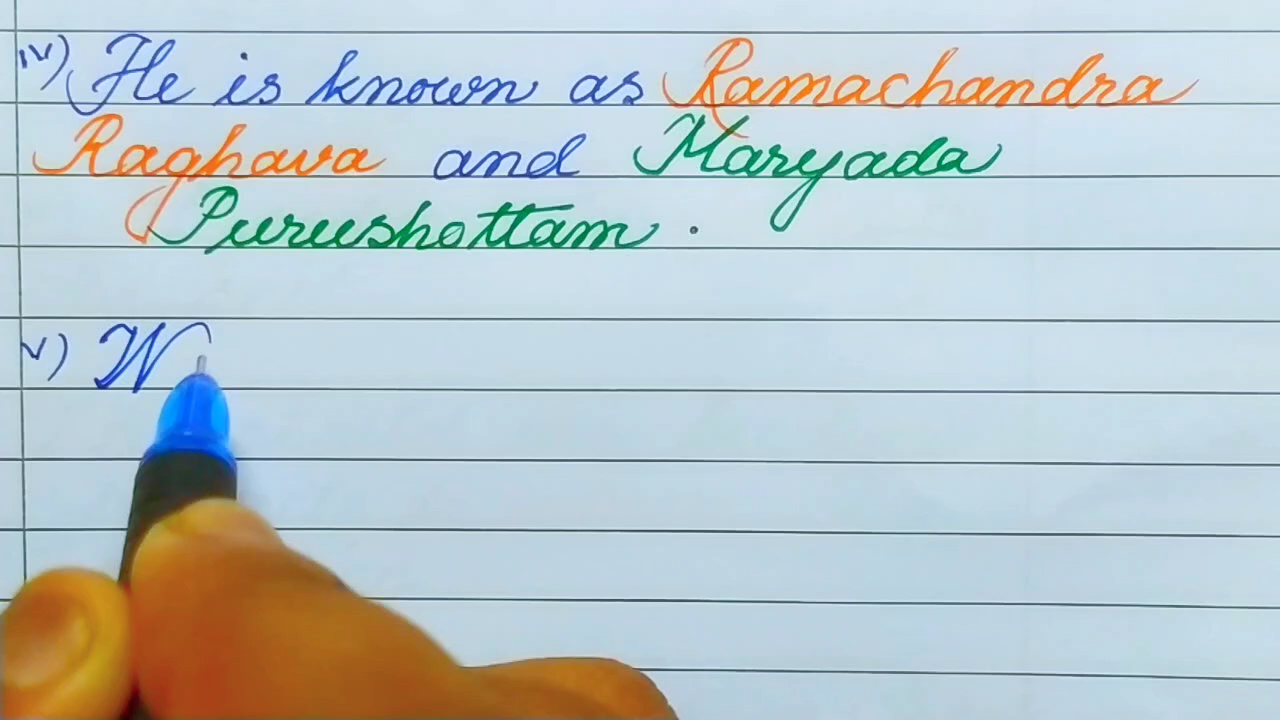 iv) He is known as Ramachandra
Raghava and Maryada
Purushottam.
v) W